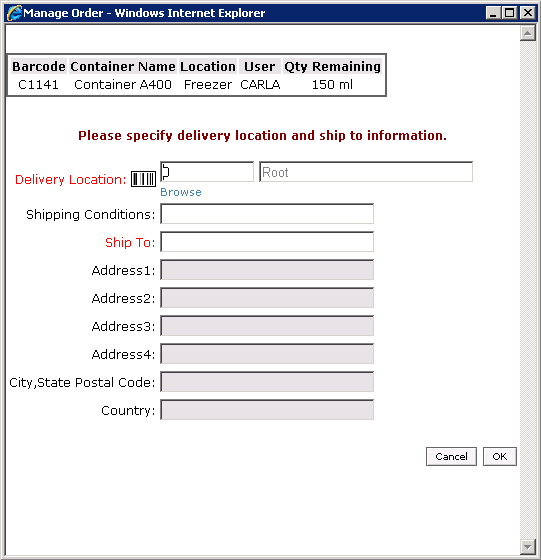 Manage Order - Windows Internet Explorer
Barcode Container Name Location User Qty Remaining
C1141 Container A400 Freezer CARLA 150 ml
Please specify delivery location and ship to information.
Delivery Location: Root
Browse
Shipping Conditions:
Ship To:
Address1:
Address2:
Address3:
Address4:
City,State Postal Code:
Country:
Cancel OK